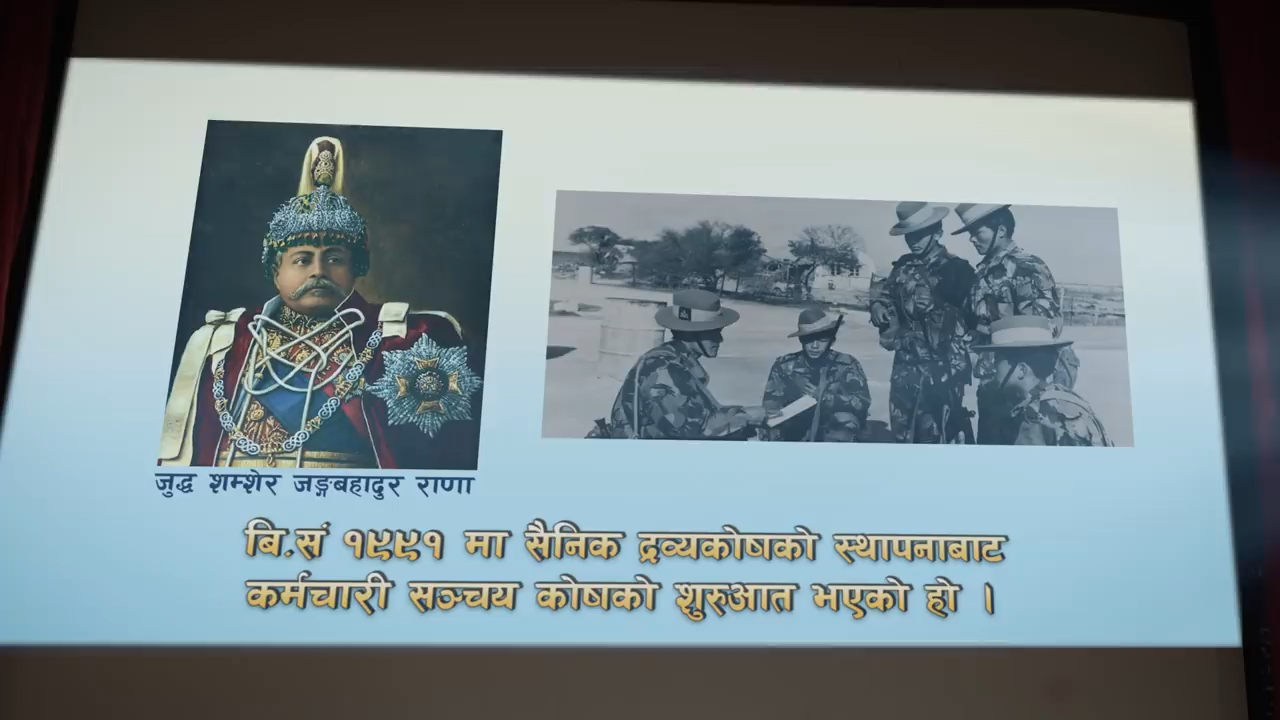 जुद्ध शम्शेर जङ्गबहादुर राणा
बि.सं १९९१ मा सैनिक द्रव्यकोषको स्थापनाबाट
कर्मचारी सञ्चय कोषको शुरुआत भएको हो ।